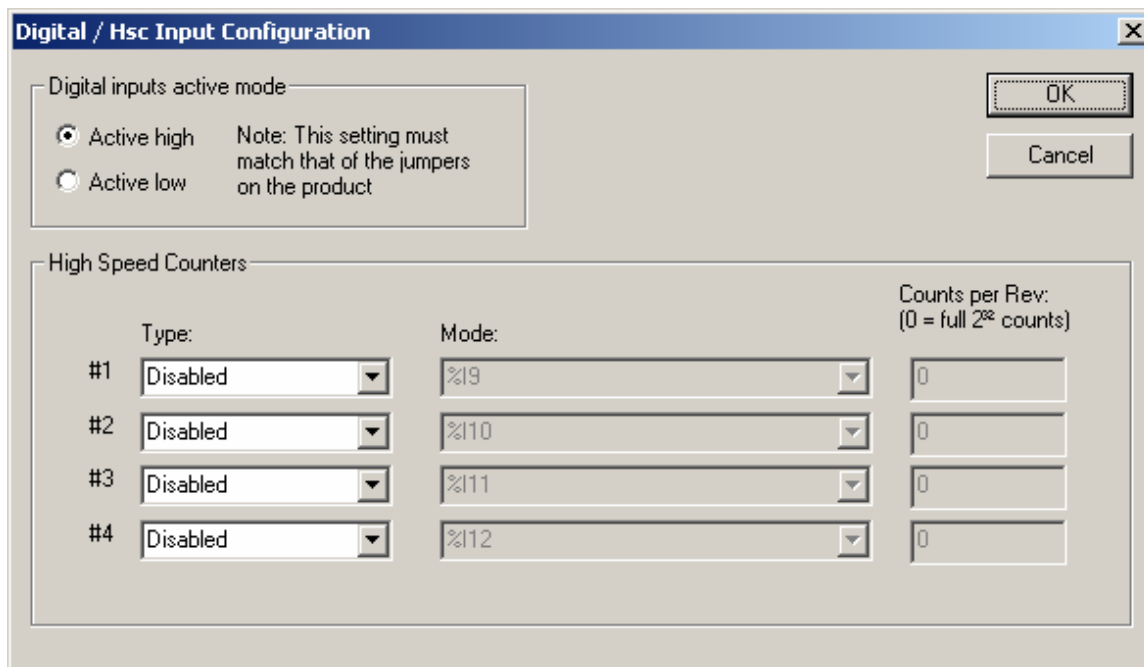 Digital / Hsc Input Configuration
Digital inputs active mode
Active high
Active low
Note: This setting must
match that of the jumpers
on the product
OK
Cancel
High Speed Counters
Type:
Mode:
Counts per Rev:
(0 = full 2³² counts)
#1 Disabled %I9 0
#2 Disabled %I10 0
#3 Disabled %I11 0
#4 Disabled %I12 0